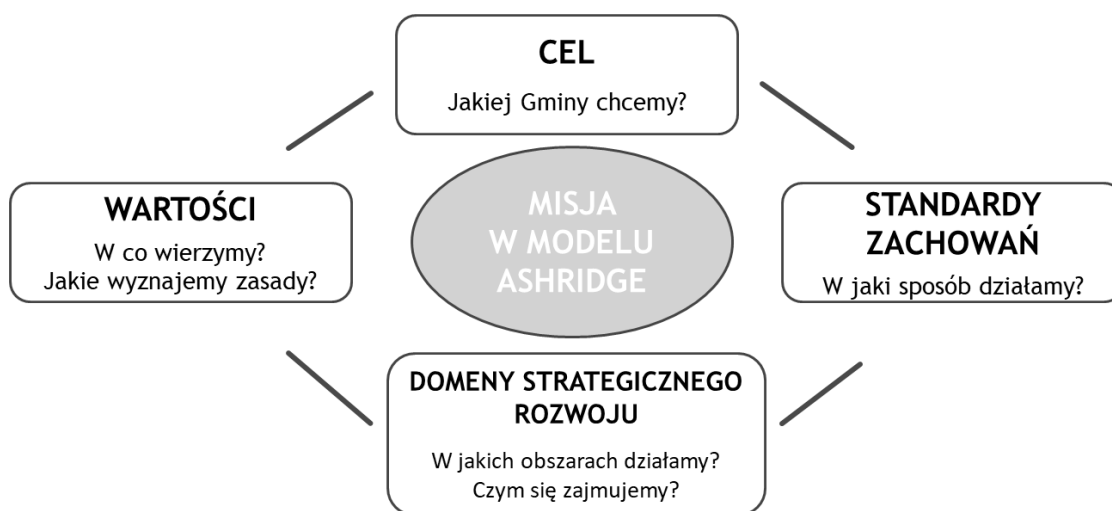 CEL
Jakiej Gminy chcemy?
WARTOŚCI
W co wierzymy?
Jakie wyznajemy zasady?
MISJA
W MODELU
ASHRIDGE
STANDARDY
ZACHOWAŃ
W jaki sposób działamy?
DOMENY STRATEGICZNEGO
ROZWOJU
W jakich obszarach działamy?
Czym się zajmujemy?